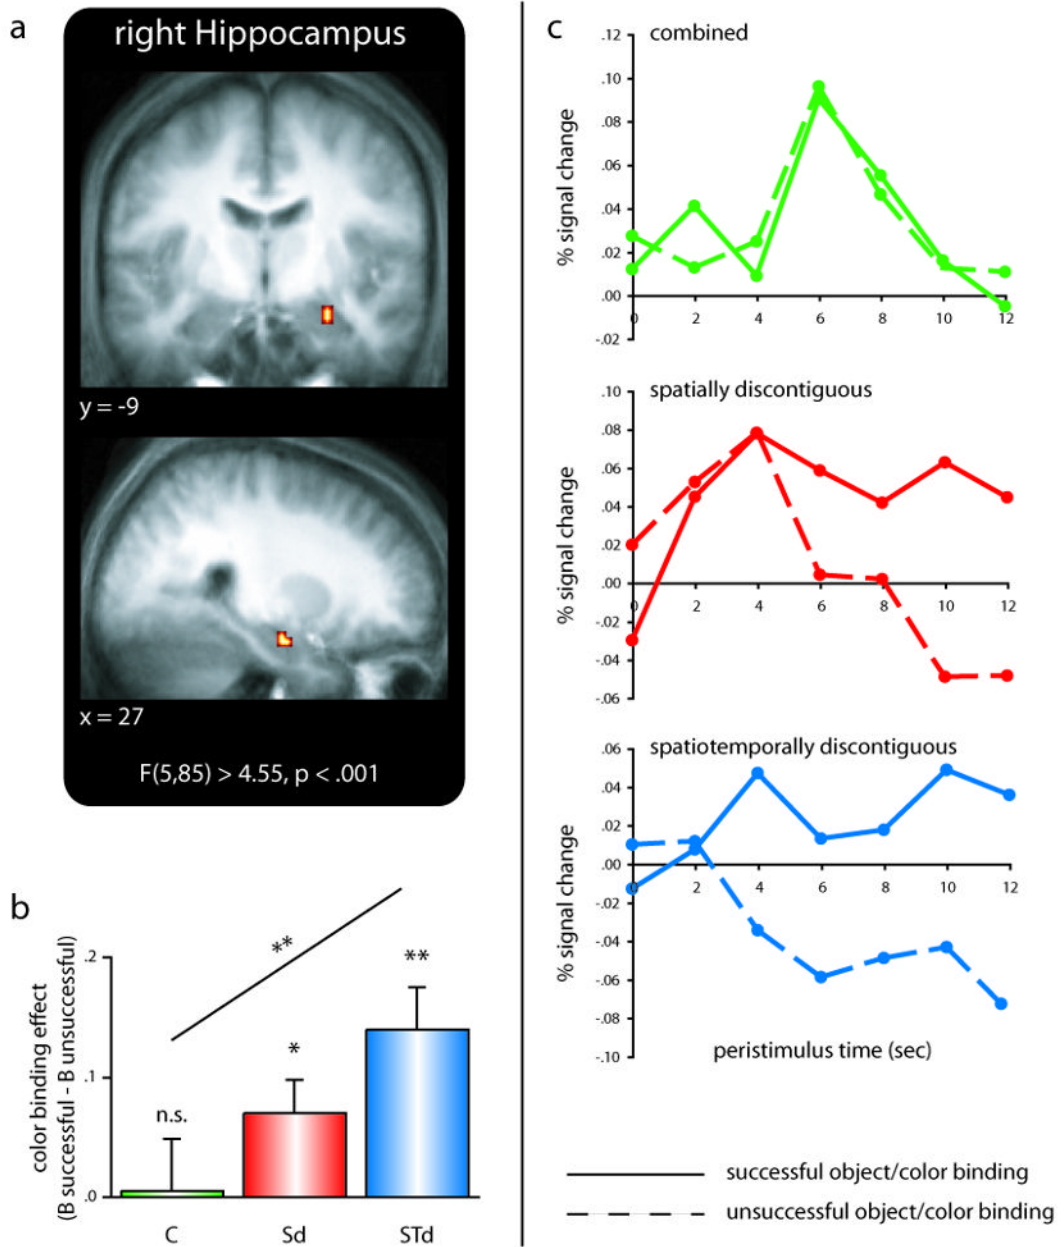 a
right Hippocampus
y = -9
x = 27
F(5,85) > 4.55, p < .001
b
color binding effect
(B successful - B unsuccessful)
.2
.1
.0
n.s.
*
**
**
C Sd STd
c
combined
% signal change
.12
.10
.08
.06
.04
.02
.00
-.02
0 2 4 6 8 10 12
spatially discontiguous
% signal change
.10
.08
.06
.04
.02
.00
-.02
-.04
-.06
0 2 4 6 8 10 12
spatiotemporally discontiguous
% signal change
.06
.04
.02
.00
-.02
-.04
-.06
-.08
-.10
0 2 4 6 8 10 12
peristimulus time (sec)
successful object/color binding
unsuccessful object/color binding